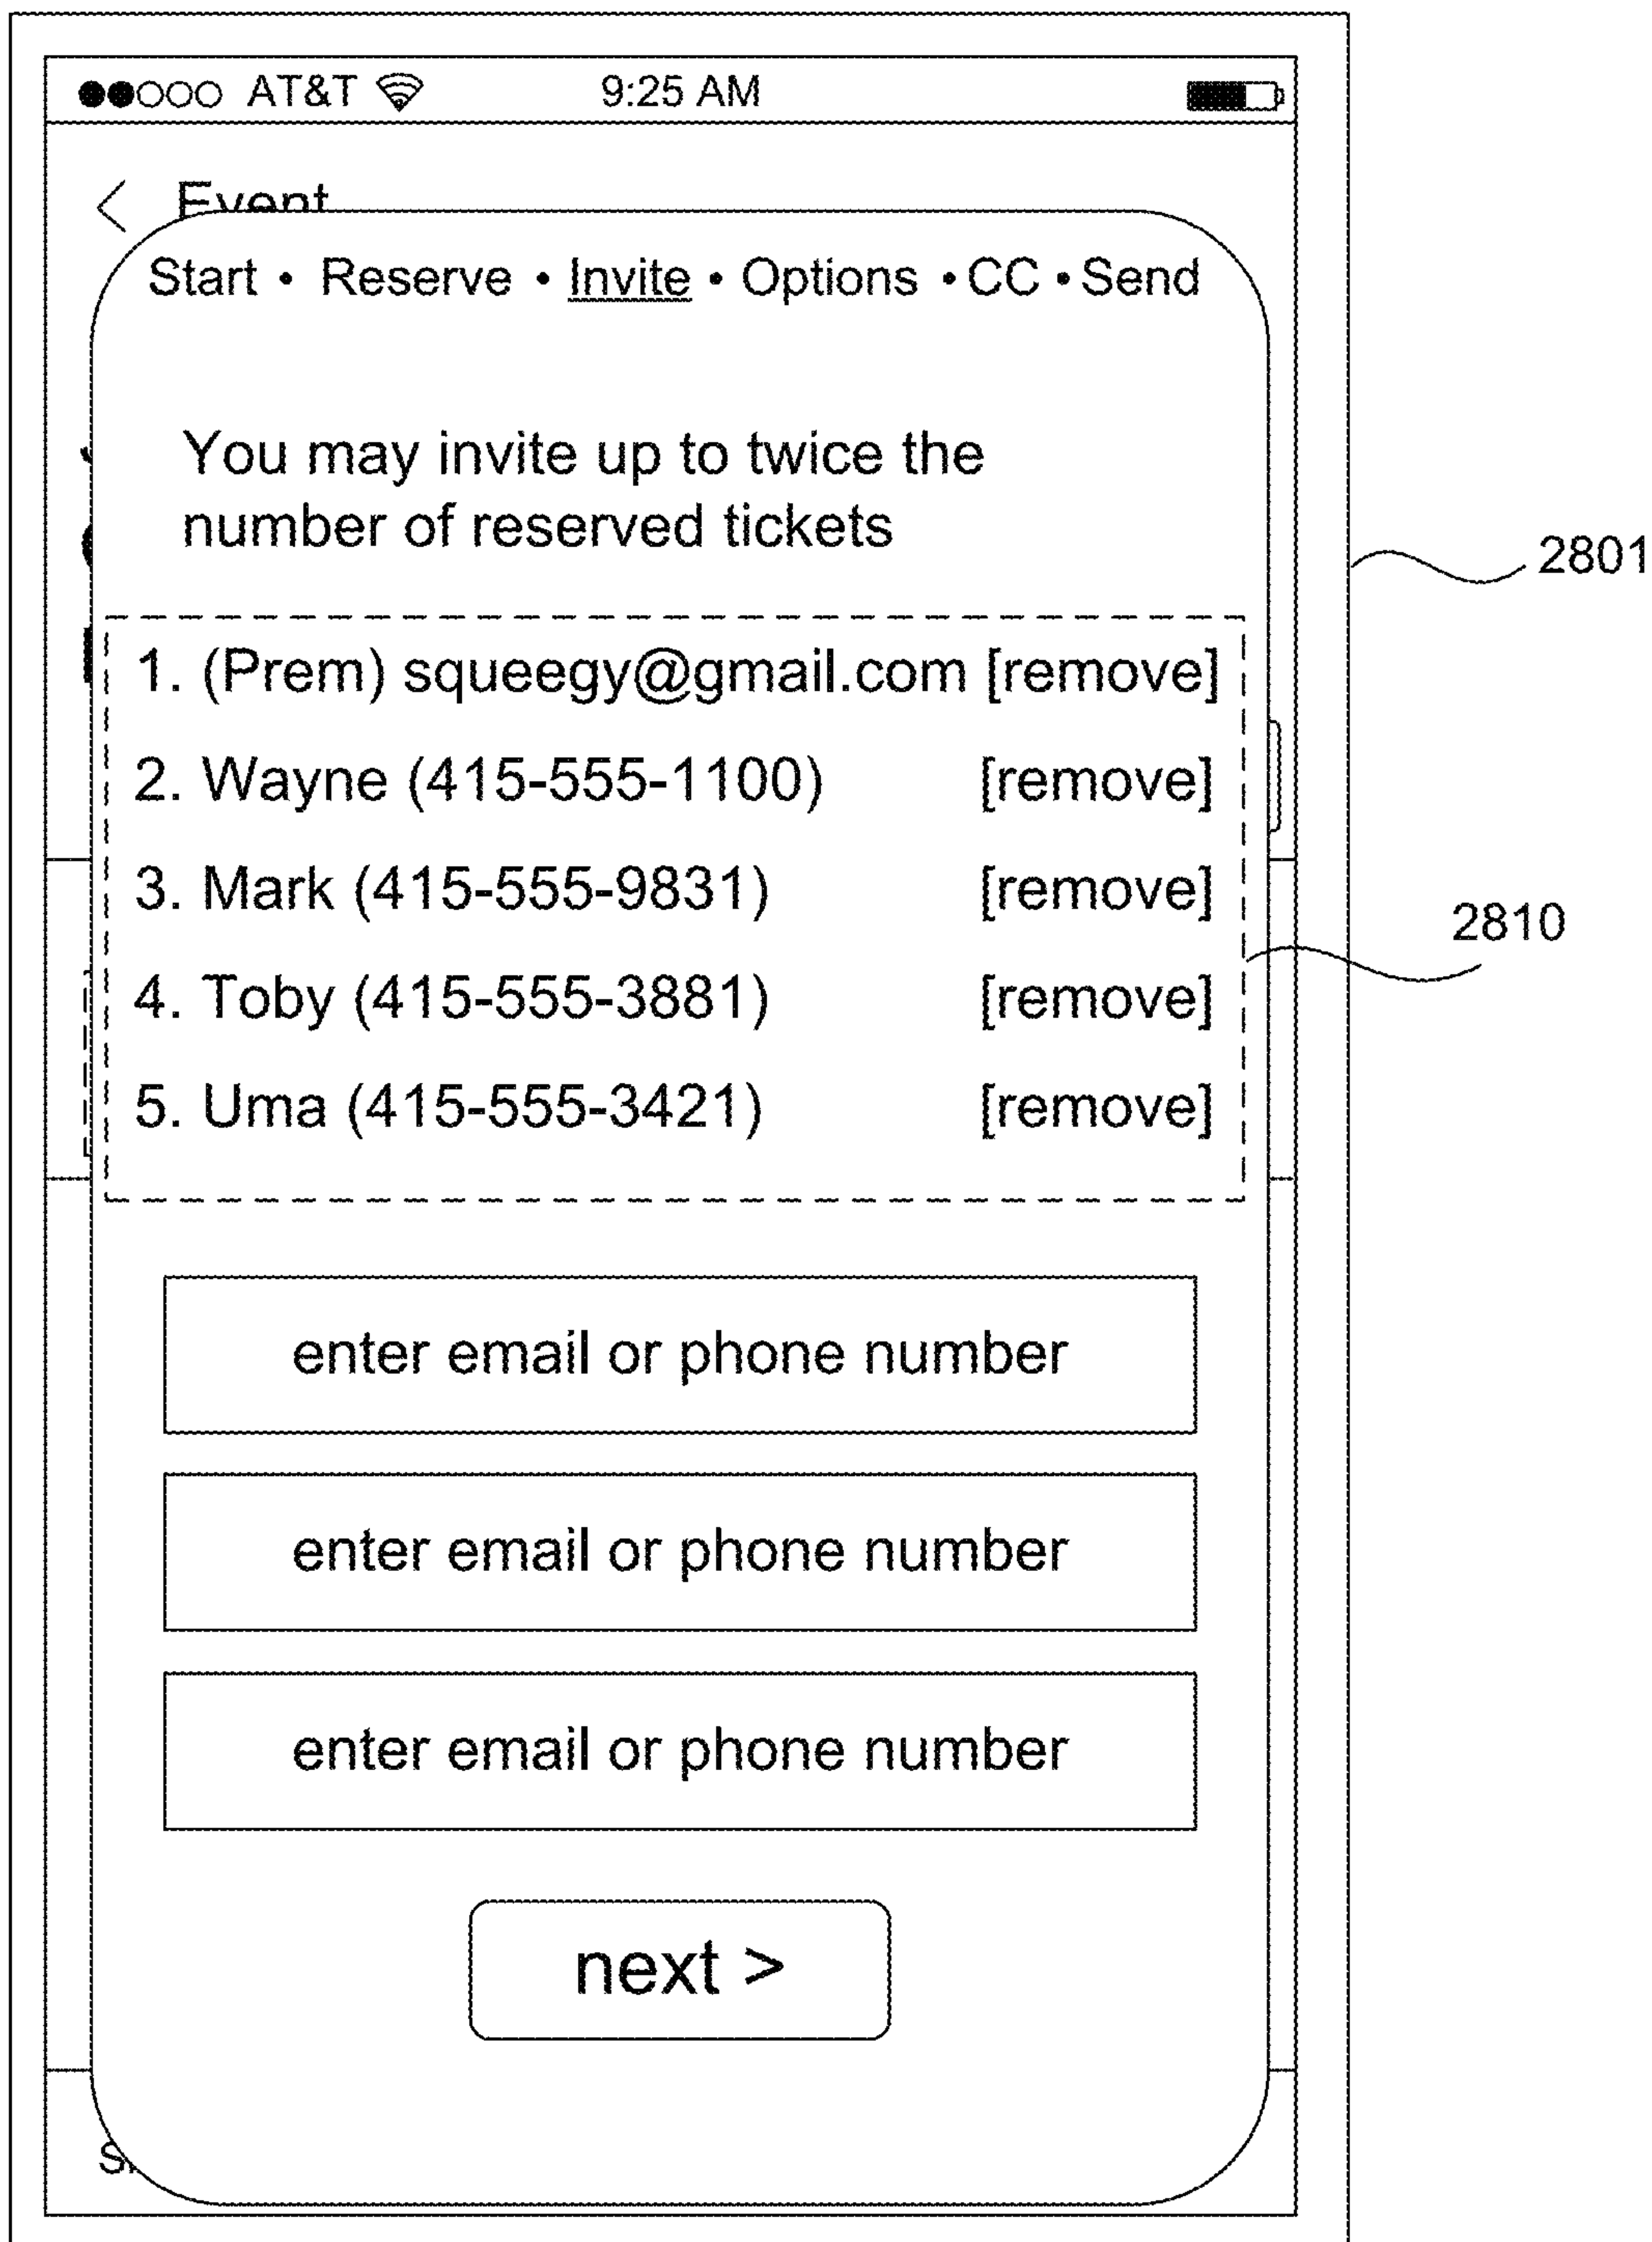 AT&T 9:25 AM
< Event
Start • Reserve • Invite • Options • CC • Send
You may invite up to twice the
number of reserved tickets
2801
1. (Prem) squeegy@gmail.com [remove]
2. Wayne (415-555-1100) [remove]
3. Mark (415-555-9831) [remove]
2810
4. Toby (415-555-3881) [remove]
5. Uma (415-555-3421) [remove]
enter email or phone number
enter email or phone number
enter email or phone number
next >